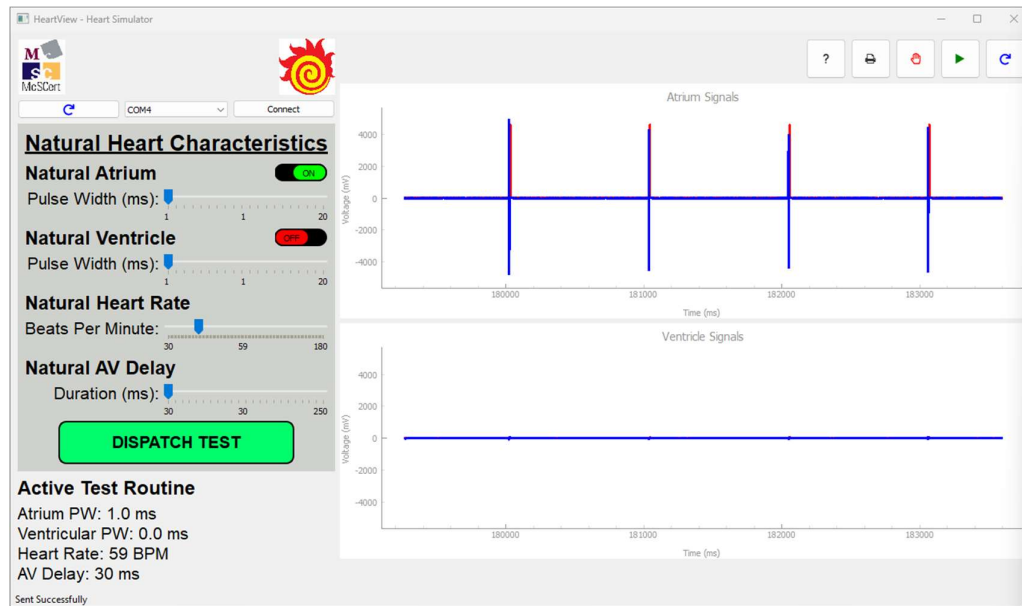 HeartView - Heart Simulator
M
SC
McSCert
?
COM4
Connect
Natural Heart Characteristics
Natural Atrium
ON
Pulse Width (ms):
1 1 20
Natural Ventricle
OFF
Pulse Width (ms):
1 1 20
Natural Heart Rate
Beats Per Minute:
30 59 180
Natural AV Delay
Duration (ms):
30 30 250
DISPATCH TEST
Active Test Routine
Atrium PW: 1.0 ms
Ventricular PW: 0.0 ms
Heart Rate: 59 BPM
AV Delay: 30 ms
Sent Successfully
Atrium Signals
Voltage (mV)
4000
2000
0
-2000
-4000
180000 181000 182000 183000
Time (ms)
Ventricle Signals
Voltage (mV)
4000
2000
0
-2000
-4000
180000 181000 182000 183000
Time (ms)